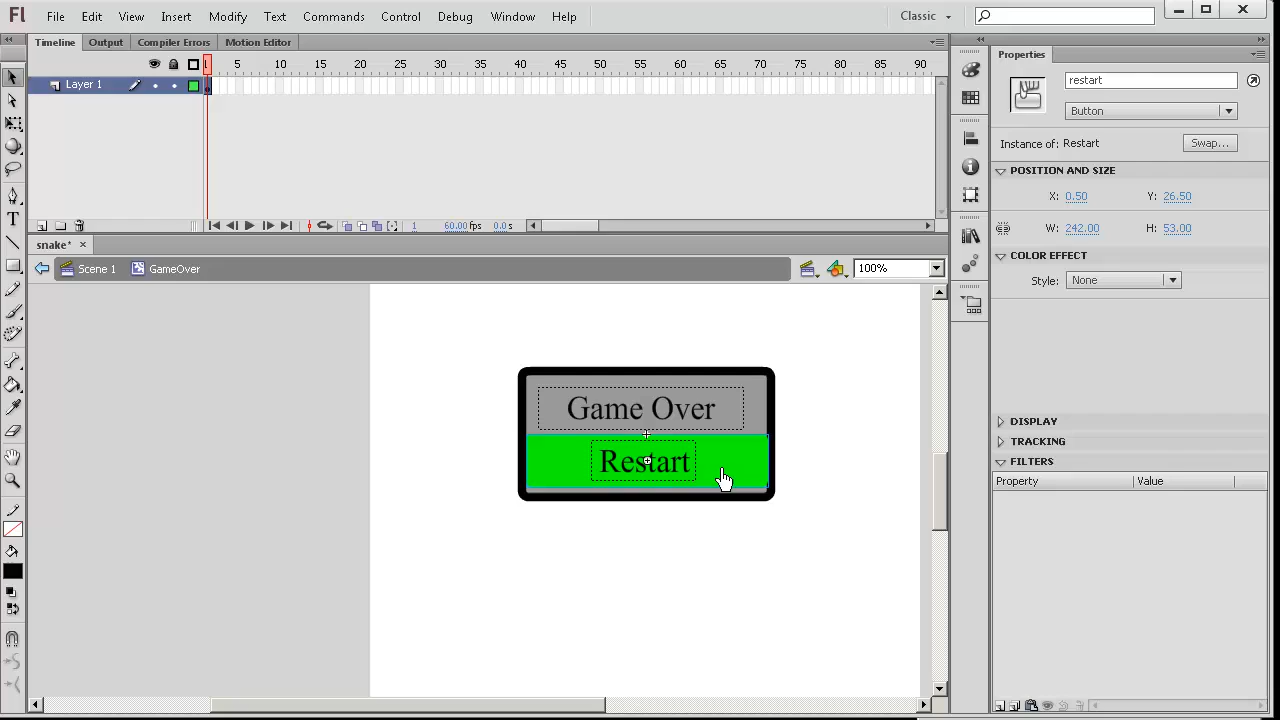 Fl File Edit View Insert Modify Text Commands Control Debug Window Help Classic
Timeline Output Compiler Errors Motion Editor
Properties
1 5 10 15 20 25 30 35 40 45 50 55 60 65 70 75 80 85 90
Layer 1
restart
Button
Instance of: Restart Swap...
POSITION AND SIZE
X: 0.50 Y: 26.50
W: 242.00 H: 53.00
1 60.00 fps 0.0 s
snake*
Scene 1 GameOver 100%
COLOR EFFECT
Style: None
Game Over
Restart
DISPLAY
TRACKING
FILTERS
Property Value